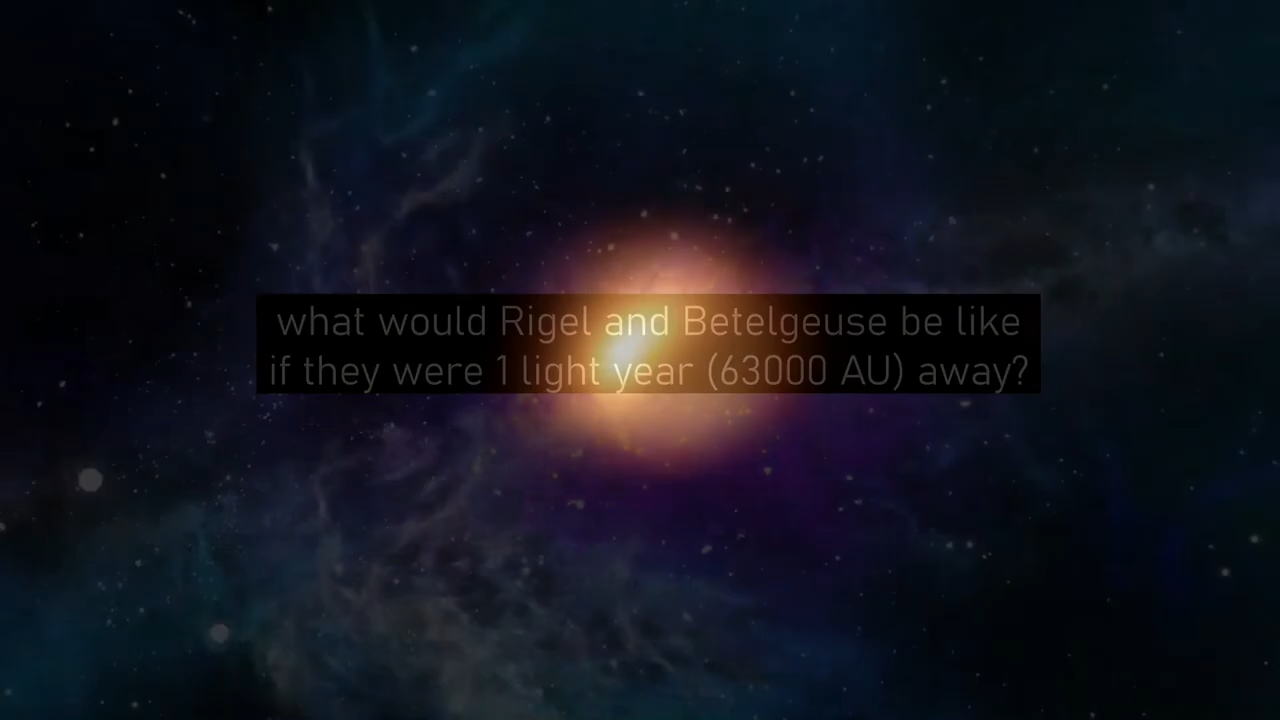 what would Rigel and Betelgeuse be like
if they were 1 light year (63000 AU) away?